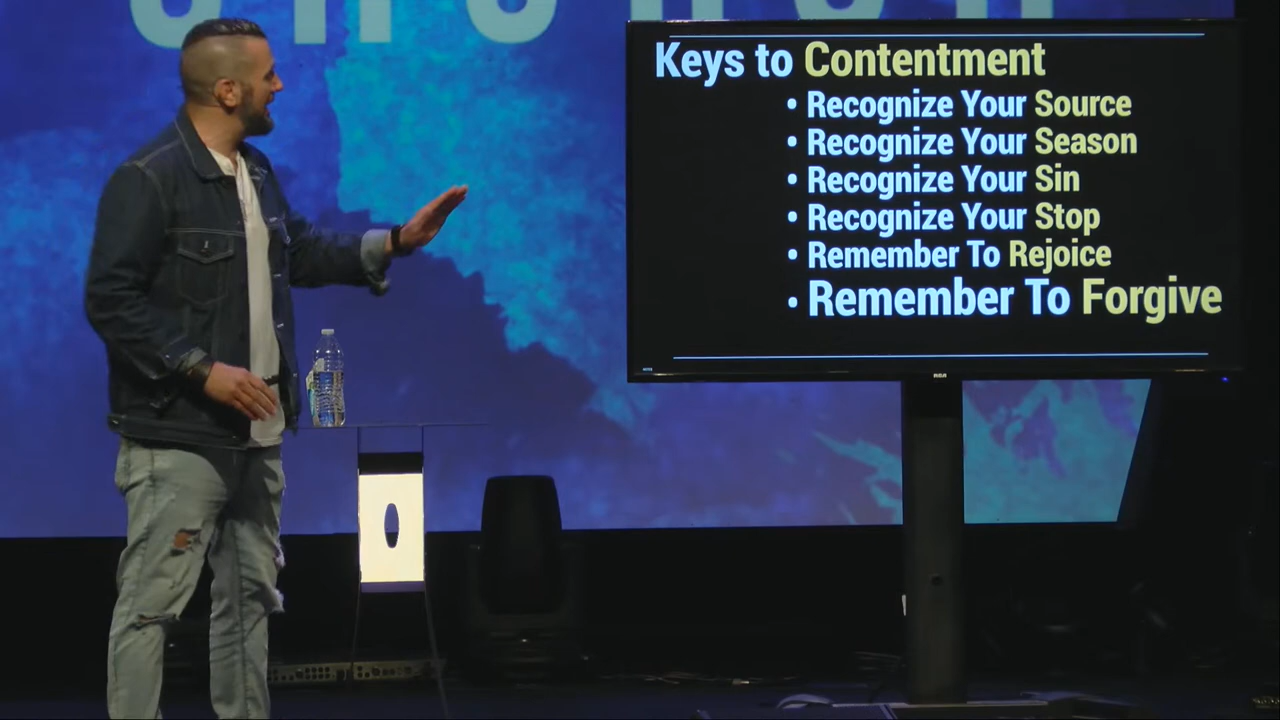 Keys to Contentment
• Recognize Your Source
• Recognize Your Season
• Recognize Your Sin
• Recognize Your Stop
• Remember To Rejoice
• Remember To Forgive
RCA